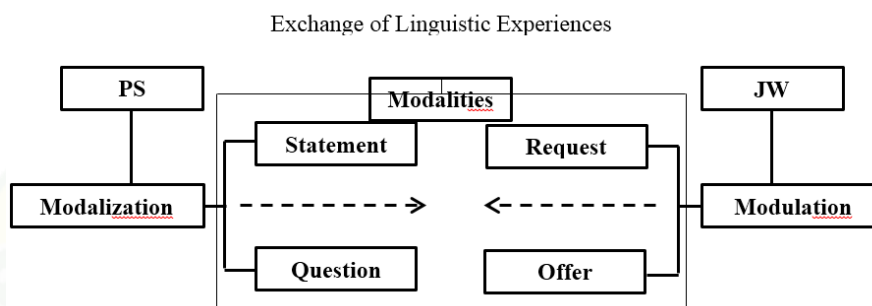 Exchange of Linguistic Experiences
PS
Modalities
JW
Statement
Request
Modalization
Modulation
Question
Offer